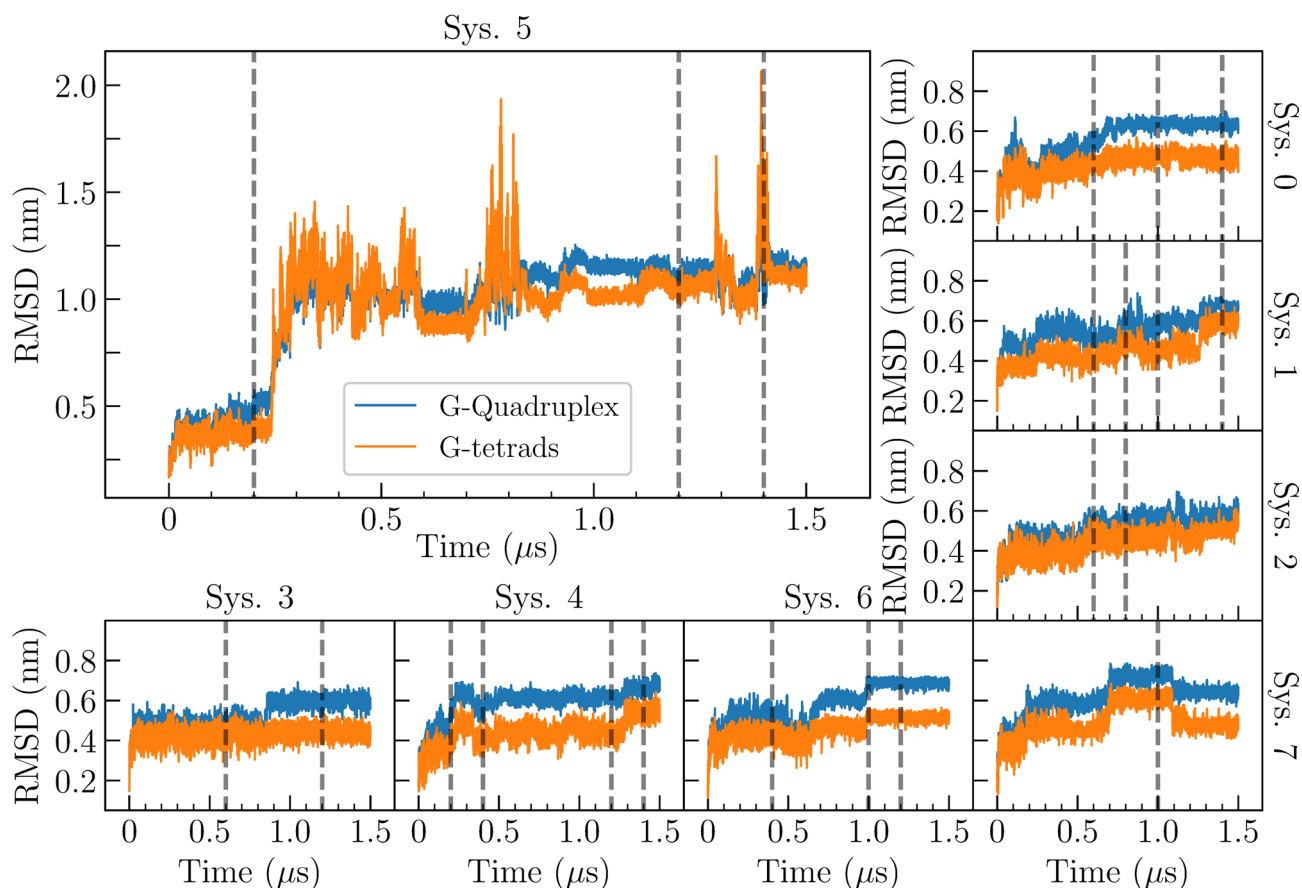 Sys. 5
RMSD (nm)
2.0
1.5
1.0
0.5
G-Quadruplex
G-tetrads
0 0.5 1.0 1.5
Time (μs)
RMSD (nm)
0.8
0.6
0.4
0.2
Sys. 0
RMSD (nm)
0.8
0.6
0.4
0.2
Sys. 1
RMSD (nm)
0.8
0.6
0.4
0.2
Sys. 2
Sys. 3
Sys. 4
Sys. 6
Sys. 7
RMSD (nm)
0.8
0.6
0.4
0.2
0 0.5 1.0 1.5
Time (μs)
0 0.5 1.0 1.5
Time (μs)
0 0.5 1.0 1.5
Time (μs)
0 0.5 1.0 1.5
Time (μs)